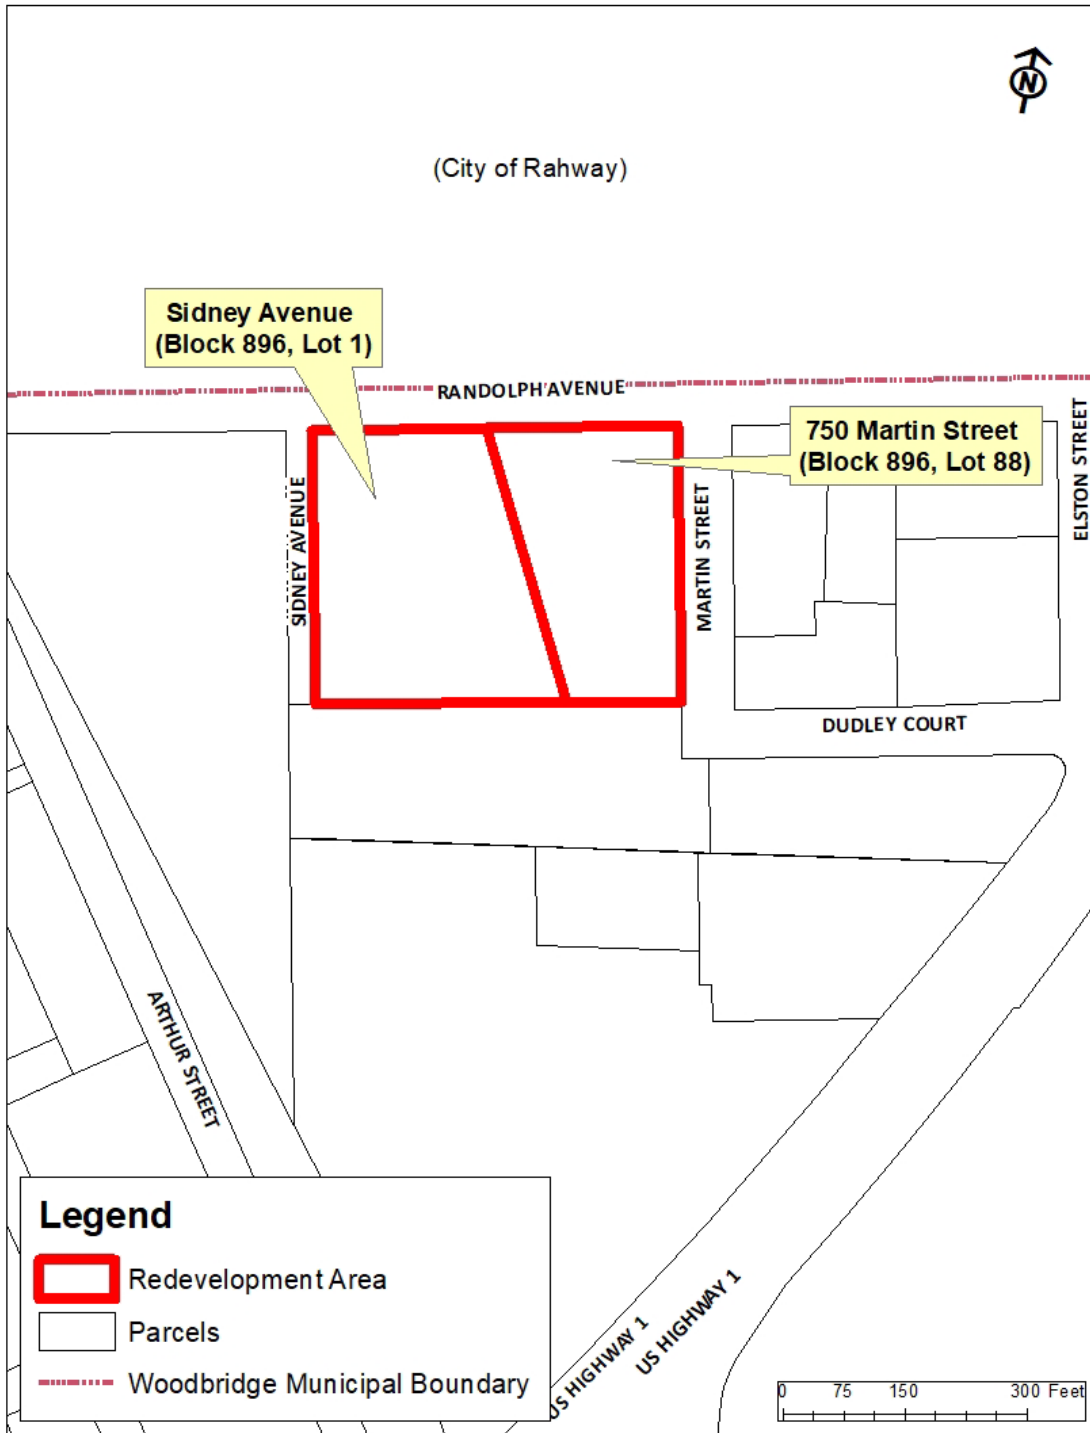 N
(City of Rahway)
Sidney Avenue
(Block 896, Lot 1)
RANDOLPH AVENUE
750 Martin Street
(Block 896, Lot 88)
ELSTON STREET
SIDNEY AVENUE
MARTIN STREET
DUDLEY COURT
ARTHUR STREET
US HIGHWAY 1
US HIGHWAY 1
Legend
Redevelopment Area
Parcels
Woodbridge Municipal Boundary
0 75 150 300 Feet